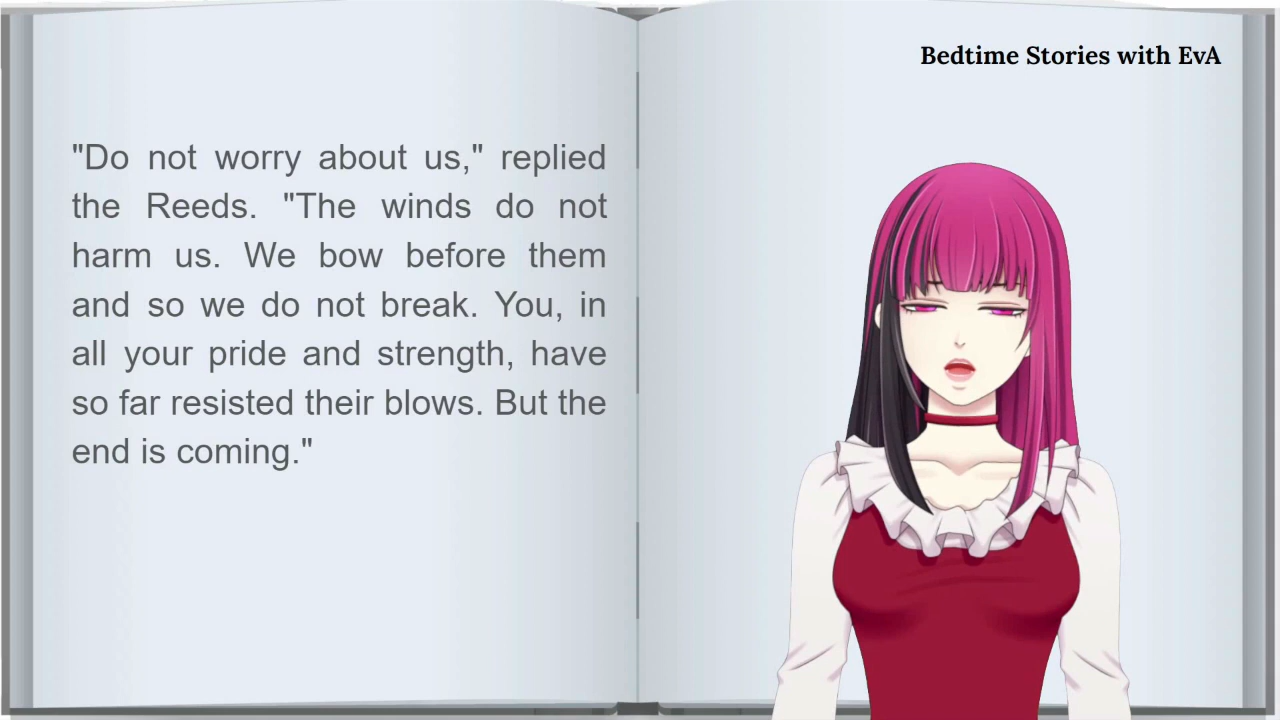 Bedtime Stories with EvA
"Do not worry about us," replied
the Reeds. "The winds do not
harm us. We bow before them
and so we do not break. You, in
all your pride and strength, have
so far resisted their blows. But the
end is coming."